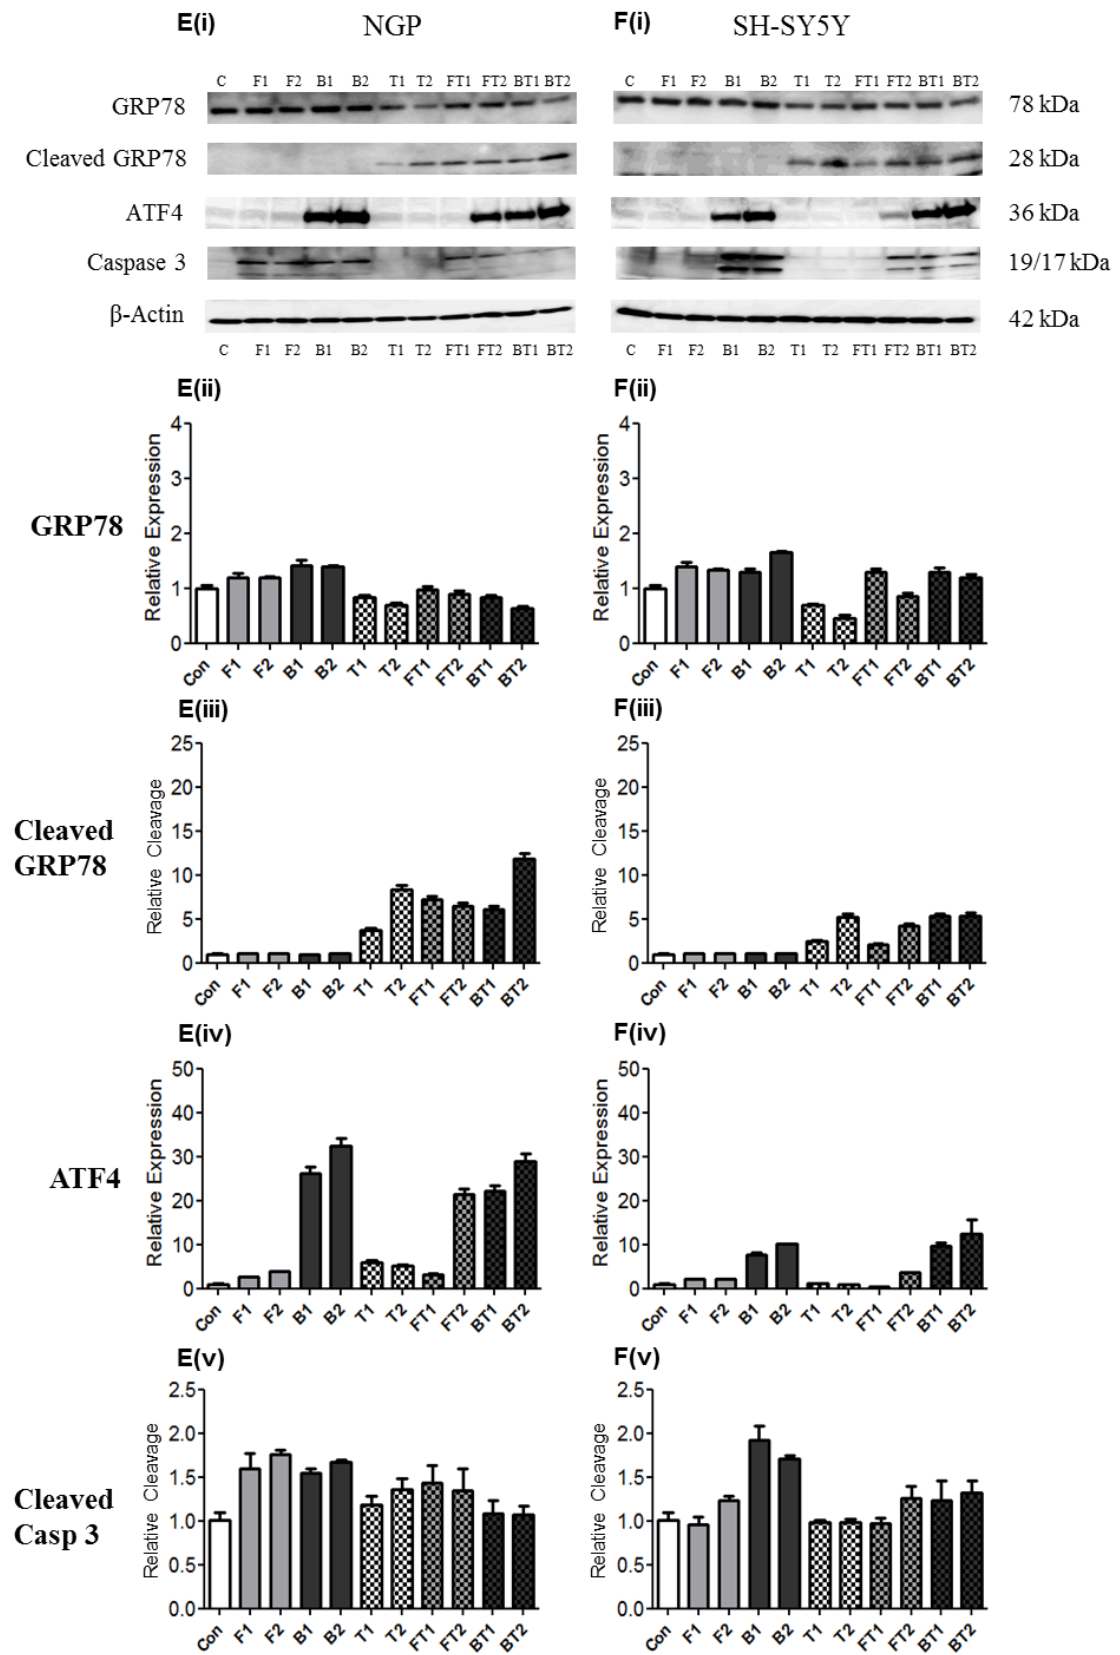 E(i) NGP F(i) SH-SY5Y
C F1 F2 B1 B2 T1 T2 FT1 FT2 BT1 BT2 C F1 F2 B1 B2 T1 T2 FT1 FT2 BT1 BT2
GRP78 78 kDa
Cleaved GRP78 28 kDa
ATF4 36 kDa
Caspase 3 19/17 kDa
β-Actin 42 kDa
C F1 F2 B1 B2 T1 T2 FT1 FT2 BT1 BT2 C F1 F2 B1 B2 T1 T2 FT1 FT2 BT1 BT2
E(ii) F(ii)
GRP78
Relative Expression
4
3
2
1
0
Con F1 F2 B1 B2 T1 T2 FT1 FT2 BT1 BT2
Relative Expression
4
3
2
1
0
Con F1 F2 B1 B2 T1 T2 FT1 FT2 BT1 BT2
E(iii) F(iii)
Cleaved
GRP78
Relative Cleavage
25
20
15
10
5
0
Con F1 F2 B1 B2 T1 T2 FT1 FT2 BT1 BT2
Relative Cleavage
25
20
15
10
5
0
Con F1 F2 B1 B2 T1 T2 FT1 FT2 BT1 BT2
E(iv) F(iv)
ATF4
Relative Expression
50
40
30
20
10
0
Con F1 F2 B1 B2 T1 T2 FT1 FT2 BT1 BT2
Relative Expression
50
40
30
20
10
0
Con F1 F2 B1 B2 T1 T2 FT1 FT2 BT1 BT2
E(v) F(v)
Cleaved
Casp 3
Relative Cleavage
2.5
2.0
1.5
1.0
0.5
0.0
Con F1 F2 B1 B2 T1 T2 FT1 FT2 BT1 BT2
Relative Cleavage
2.5
2.0
1.5
1.0
0.5
0.0
Con F1 F2 B1 B2 T1 T2 FT1 FT2 BT1 BT2